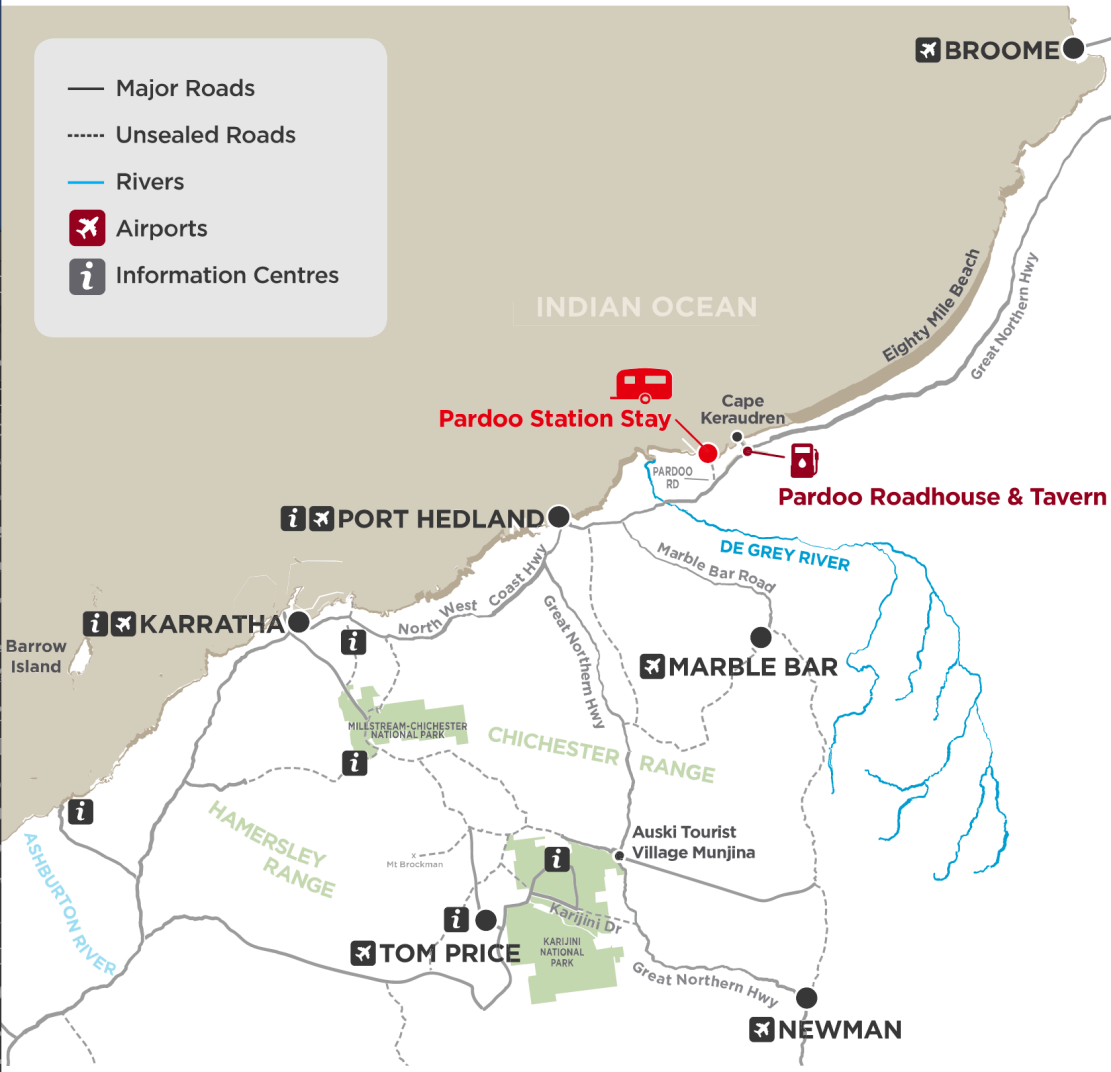 BROOME
Major Roads
Unsealed Roads
Rivers
Airports
i Information Centres
INDIAN OCEAN
Eighty Mile Beach
Great Northern Hwy
Cape
Keraudren
Pardoo Station Stay
PARDOO
RD
Pardoo Roadhouse & Tavern
i PORT HEDLAND
DE GREY RIVER
Marble Bar Road
North West Coast Hwy
Great Northern Hwy
i KARRATHA
i
Barrow
Island
MARBLE BAR
MILLSTREAM-CHICHESTER
NATIONAL PARK
CHICHESTER RANGE
i
i
HAMERSLEY
RANGE
Auski Tourist
Village Munjina
x
Mt Brockman
i
ASHBURTON RIVER
Karijini Dr
i
TOM PRICE
KARIJINI
NATIONAL
PARK
Great Northern Hwy
NEWMAN